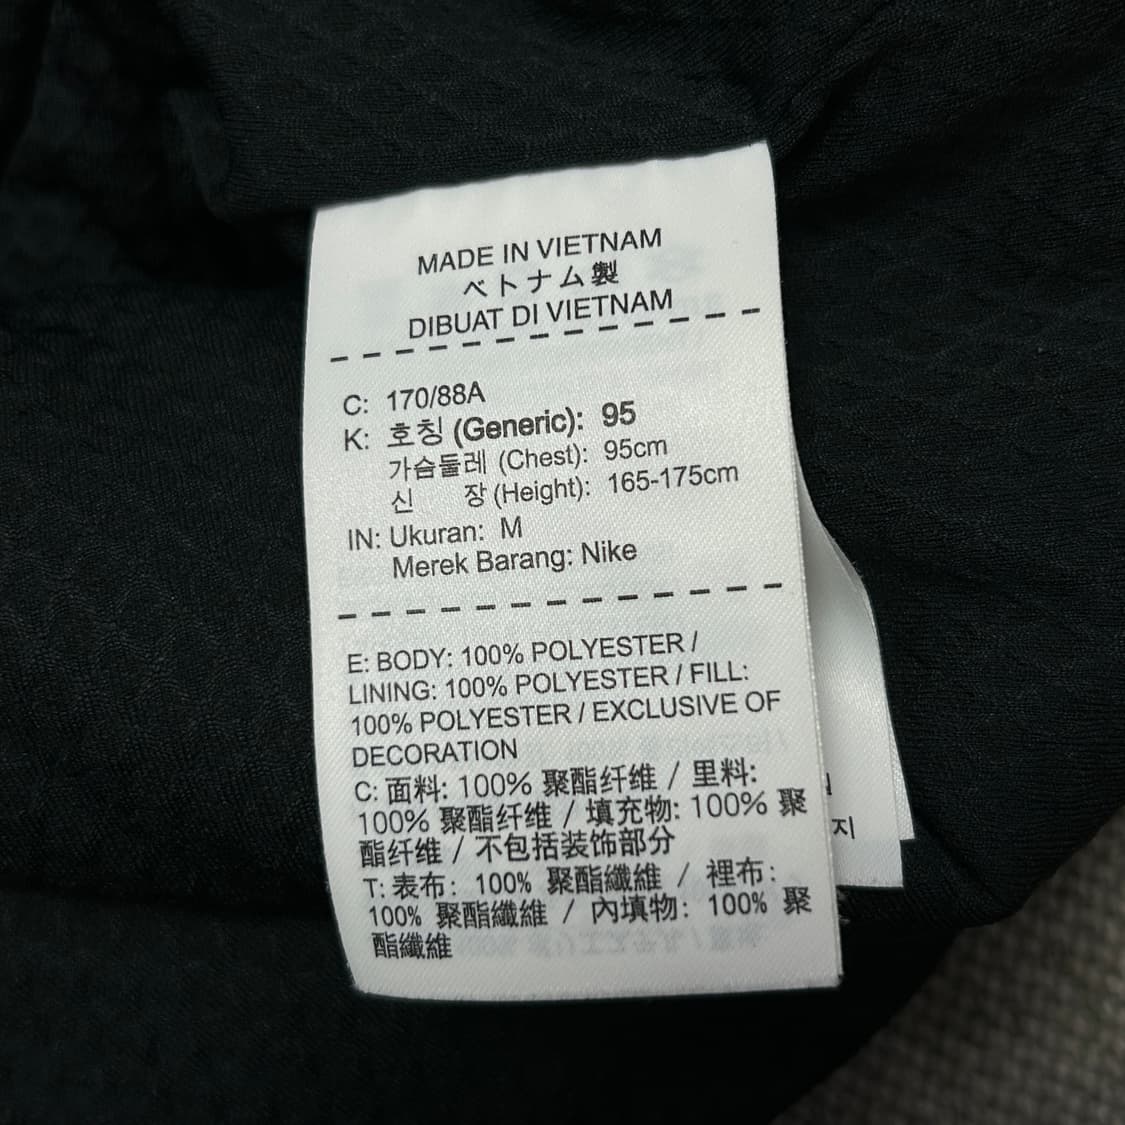 MADE IN VIETNAM
ベトナム製
DIBUAT DI VIETNAM
C: 170/88A
K: 호칭 (Generic): 95
가슴둘레 (Chest): 95cm
신 장 (Height): 165-175cm
IN: Ukuran: M
Merek Barang: Nike
E: BODY: 100% POLYESTER /
LINING: 100% POLYESTER / FILL:
100% POLYESTER / EXCLUSIVE OF
DECORATION
C: 面料: 100% 聚酯纤维 / 里料:
100% 聚酯纤维 / 填充物: 100% 聚
酯纤维 / 不包括装饰部分
T: 表布: 100% 聚酯纖維 / 裡布:
100% 聚酯纖維 / 內填物: 100% 聚
酯纖維
지